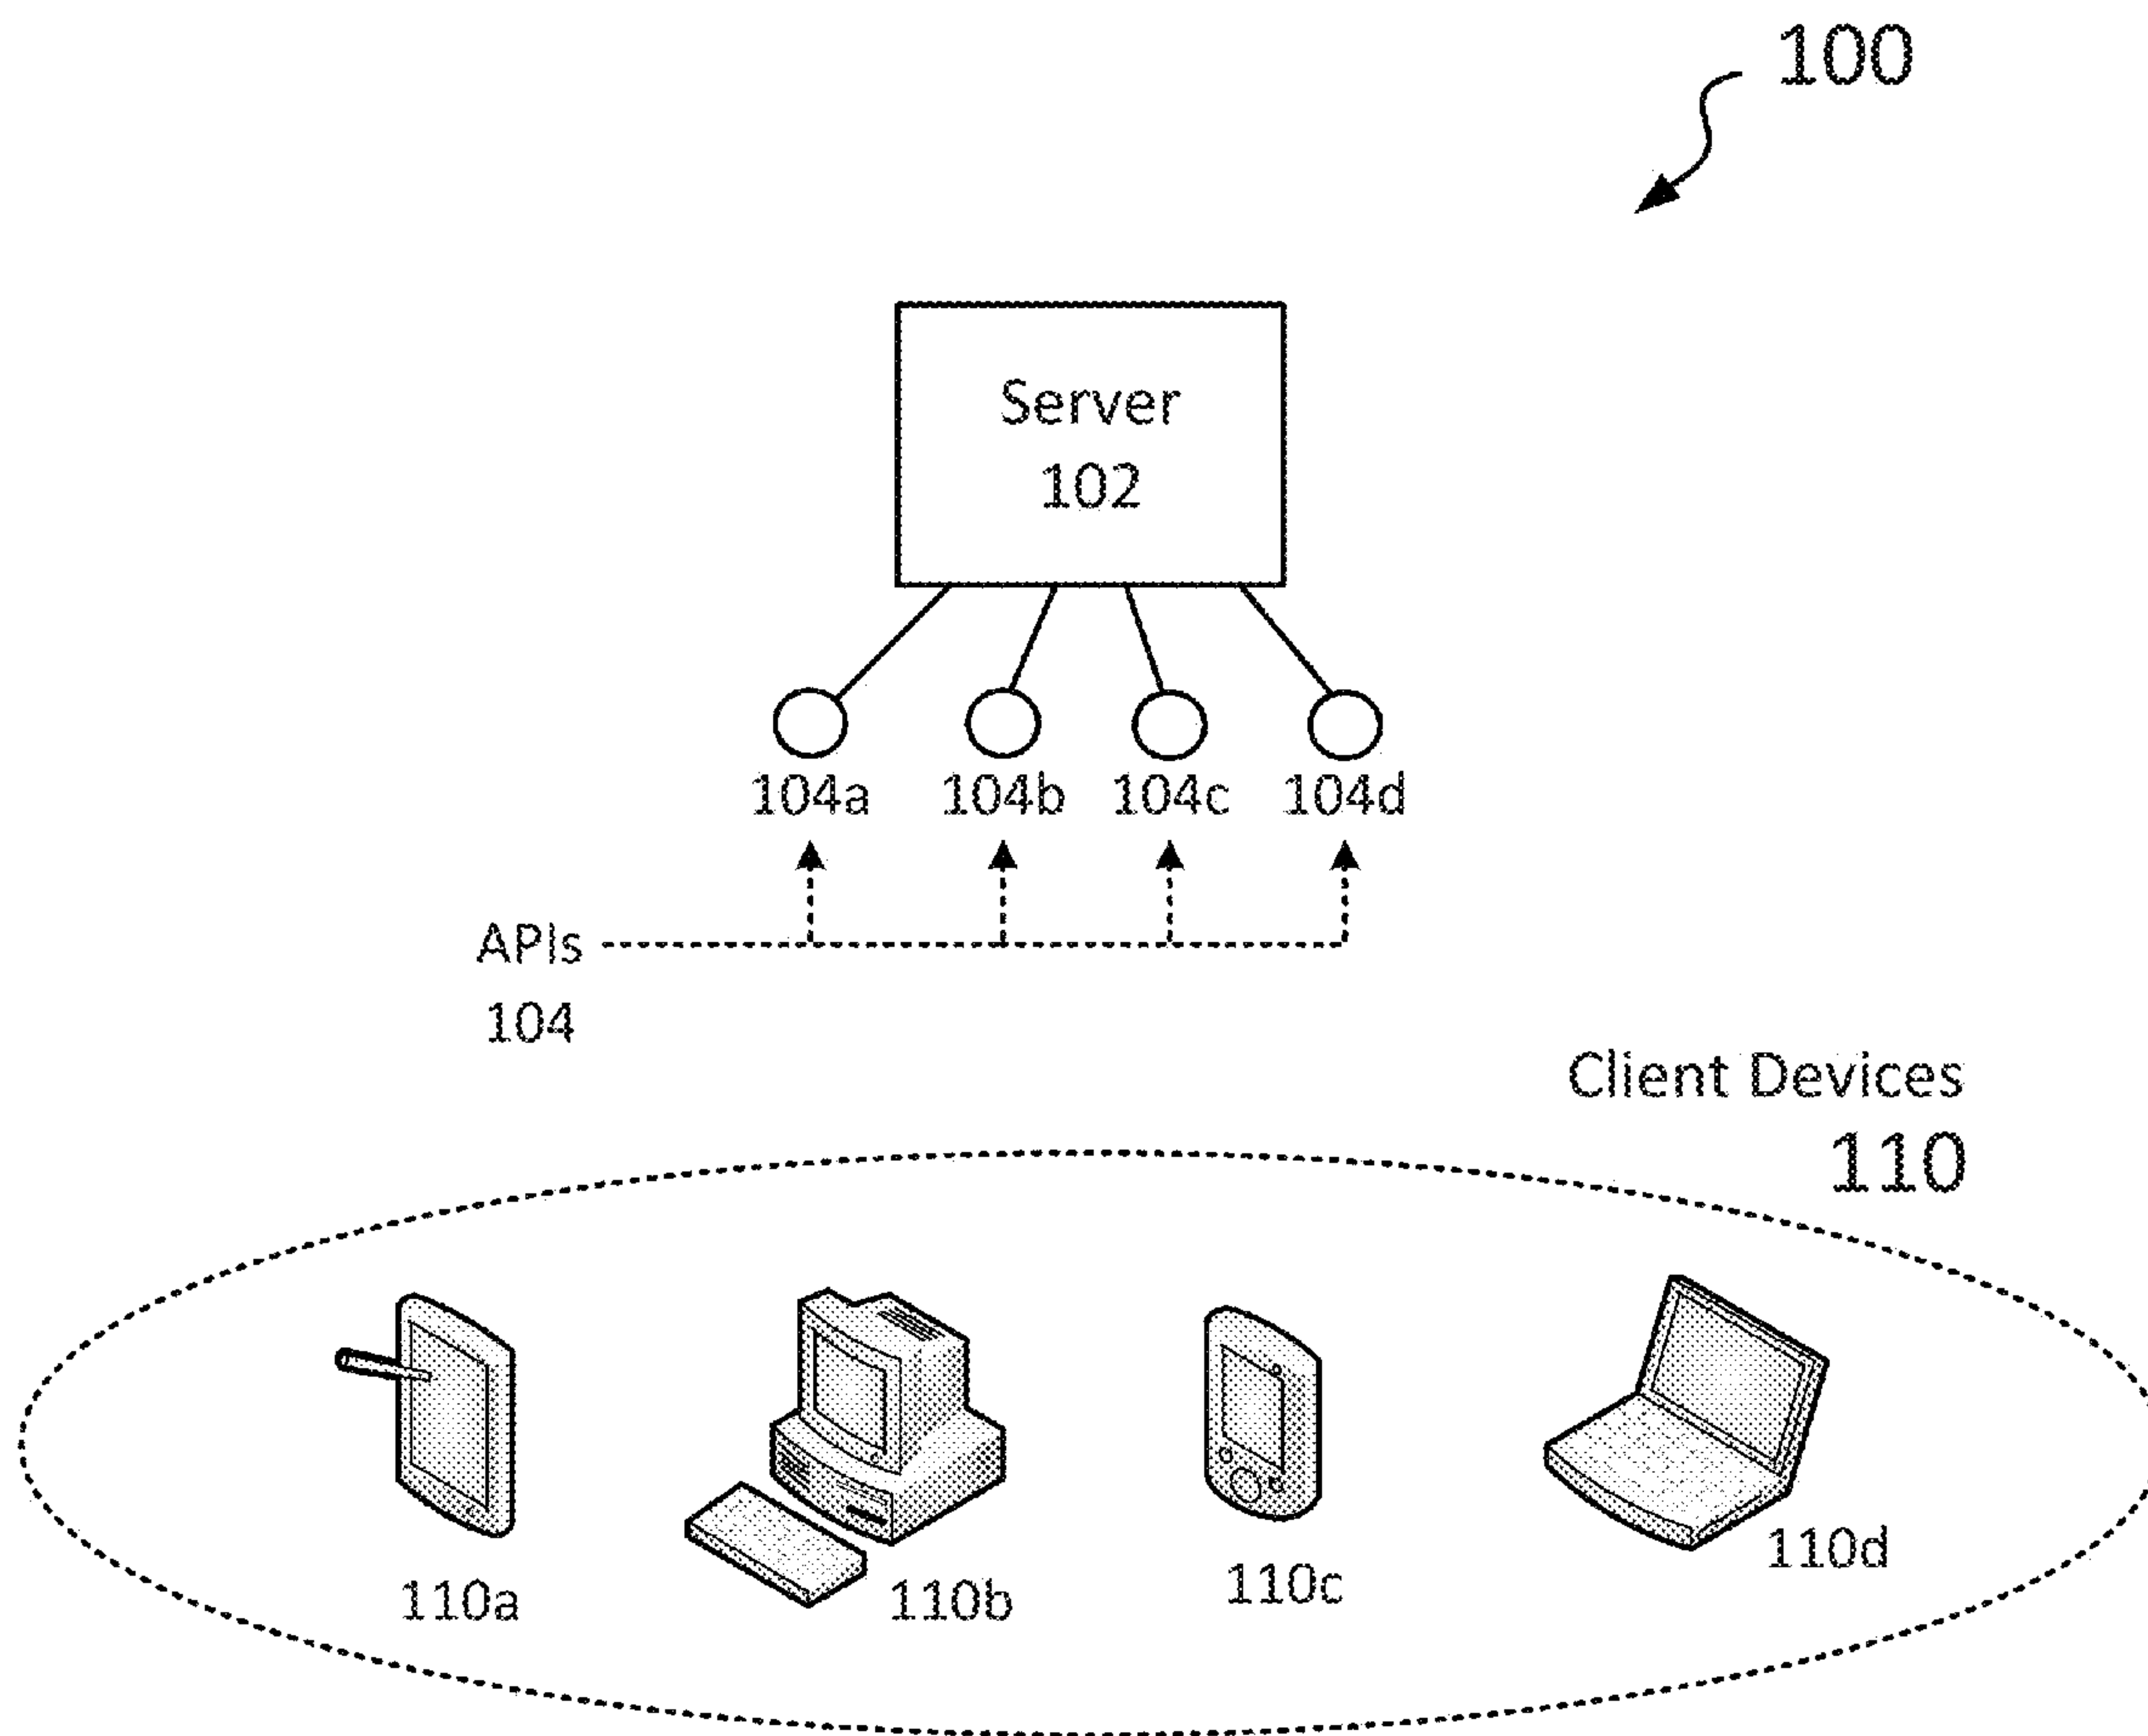 100
Server
102
104a 104b 104c 104d
APIs
104
Client Devices
110
110a 110b 110c 110d